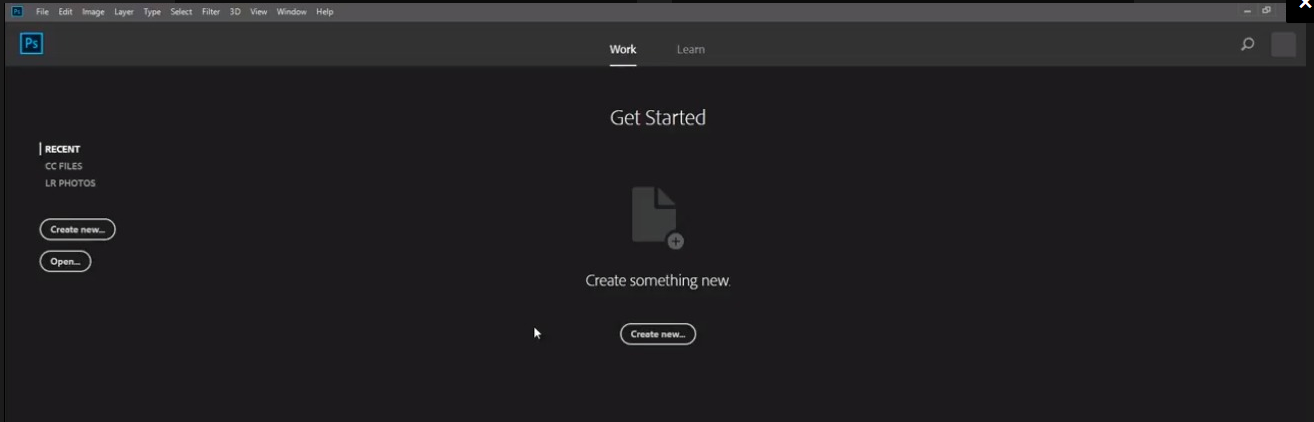 Ps File Edit Image Layer Type Select Filter 3D View Window Help
Ps
Work Learn
Get Started
RECENT
CC FILES
LR PHOTOS
Create new...
Open...
Create something new.
Create new...